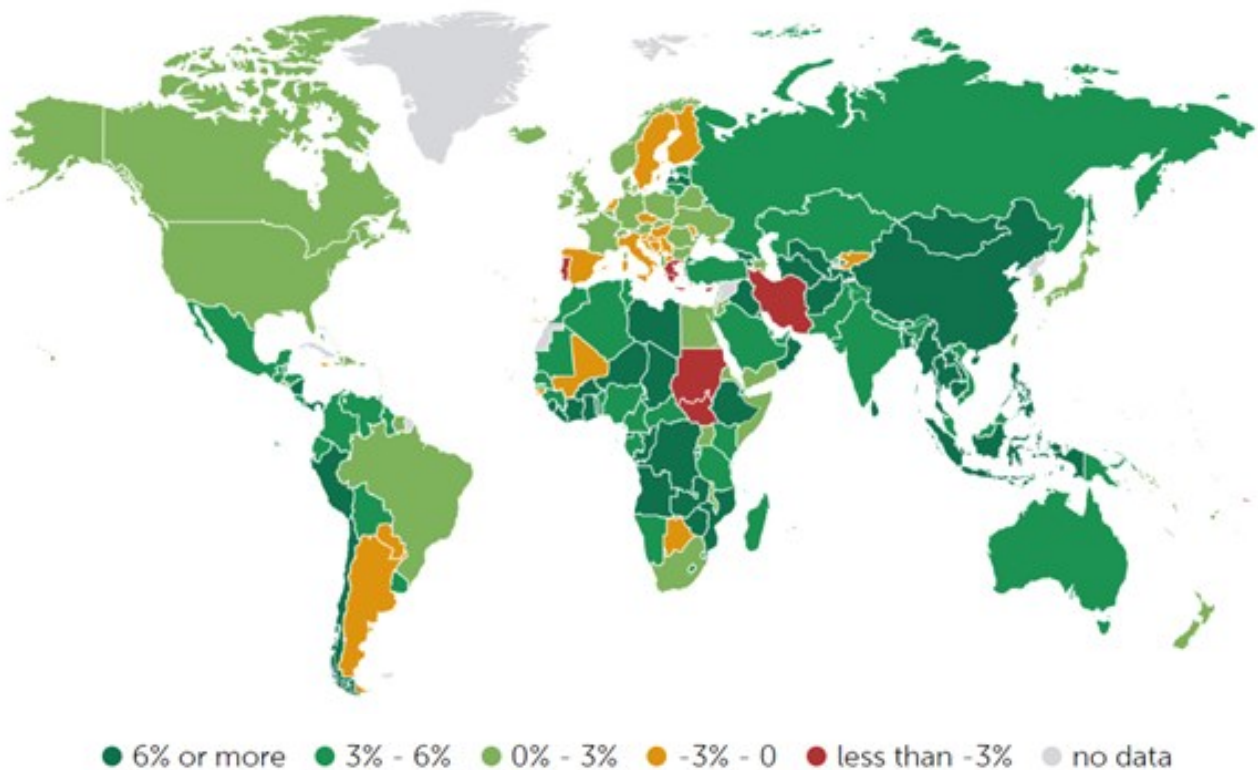 6% or more 3% - 6% 0% - 3% -3% - 0 less than -3% no data